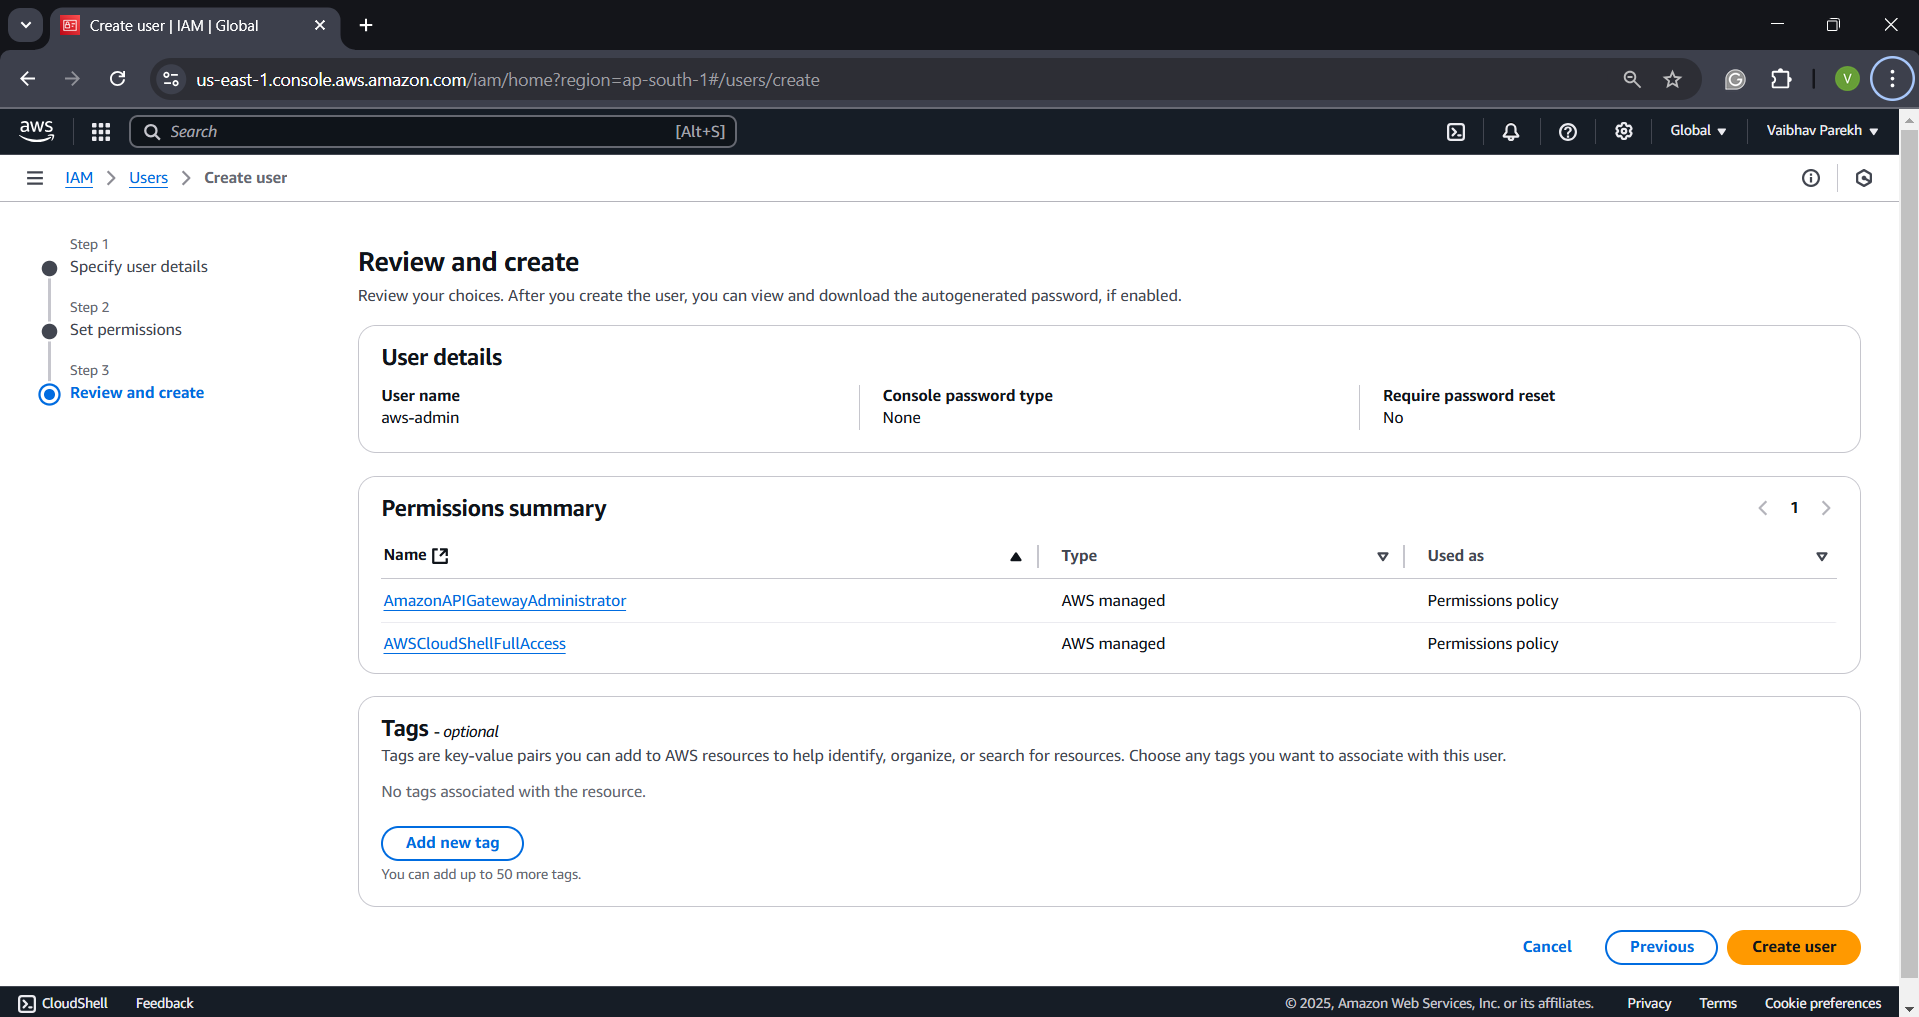 Create user | IAM | Global
us-east-1.console.aws.amazon.com/iam/home?region=ap-south-1#/users/create
V
aws
Search
[Alt+S]
Global
Vaibhav Parekh
IAM
Users
Create user
Step 1
Specify user details
Step 2
Set permissions
Step 3
Review and create
Review and create
Review your choices. After you create the user, you can view and download the autogenerated password, if enabled.
User details
User name
aws-admin
Console password type
None
Require password reset
No
Permissions summary
1
Name
Type
Used as
AmazonAPIGatewayAdministrator
AWS managed
Permissions policy
AWSCloudShellFullAccess
AWS managed
Permissions policy
Tags - optional
Tags are key-value pairs you can add to AWS resources to help identify, organize, or search for resources. Choose any tags you want to associate with this user.
No tags associated with the resource.
Add new tag
You can add up to 50 more tags.
Cancel
Previous
Create user
CloudShell
Feedback
© 2025, Amazon Web Services, Inc. or its affiliates.
Privacy
Terms
Cookie preferences